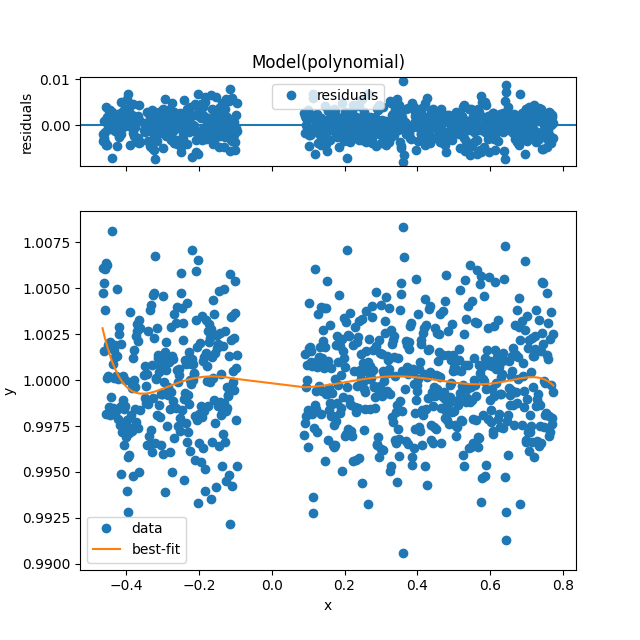 Model(polynomial)
0.01
0.00
residuals
residuals
1.0075
1.0050
1.0025
1.0000
0.9975
0.9950
0.9925
0.9900
y
data
best-fit
−0.4 −0.2 0.0 0.2 0.4 0.6 0.8
x